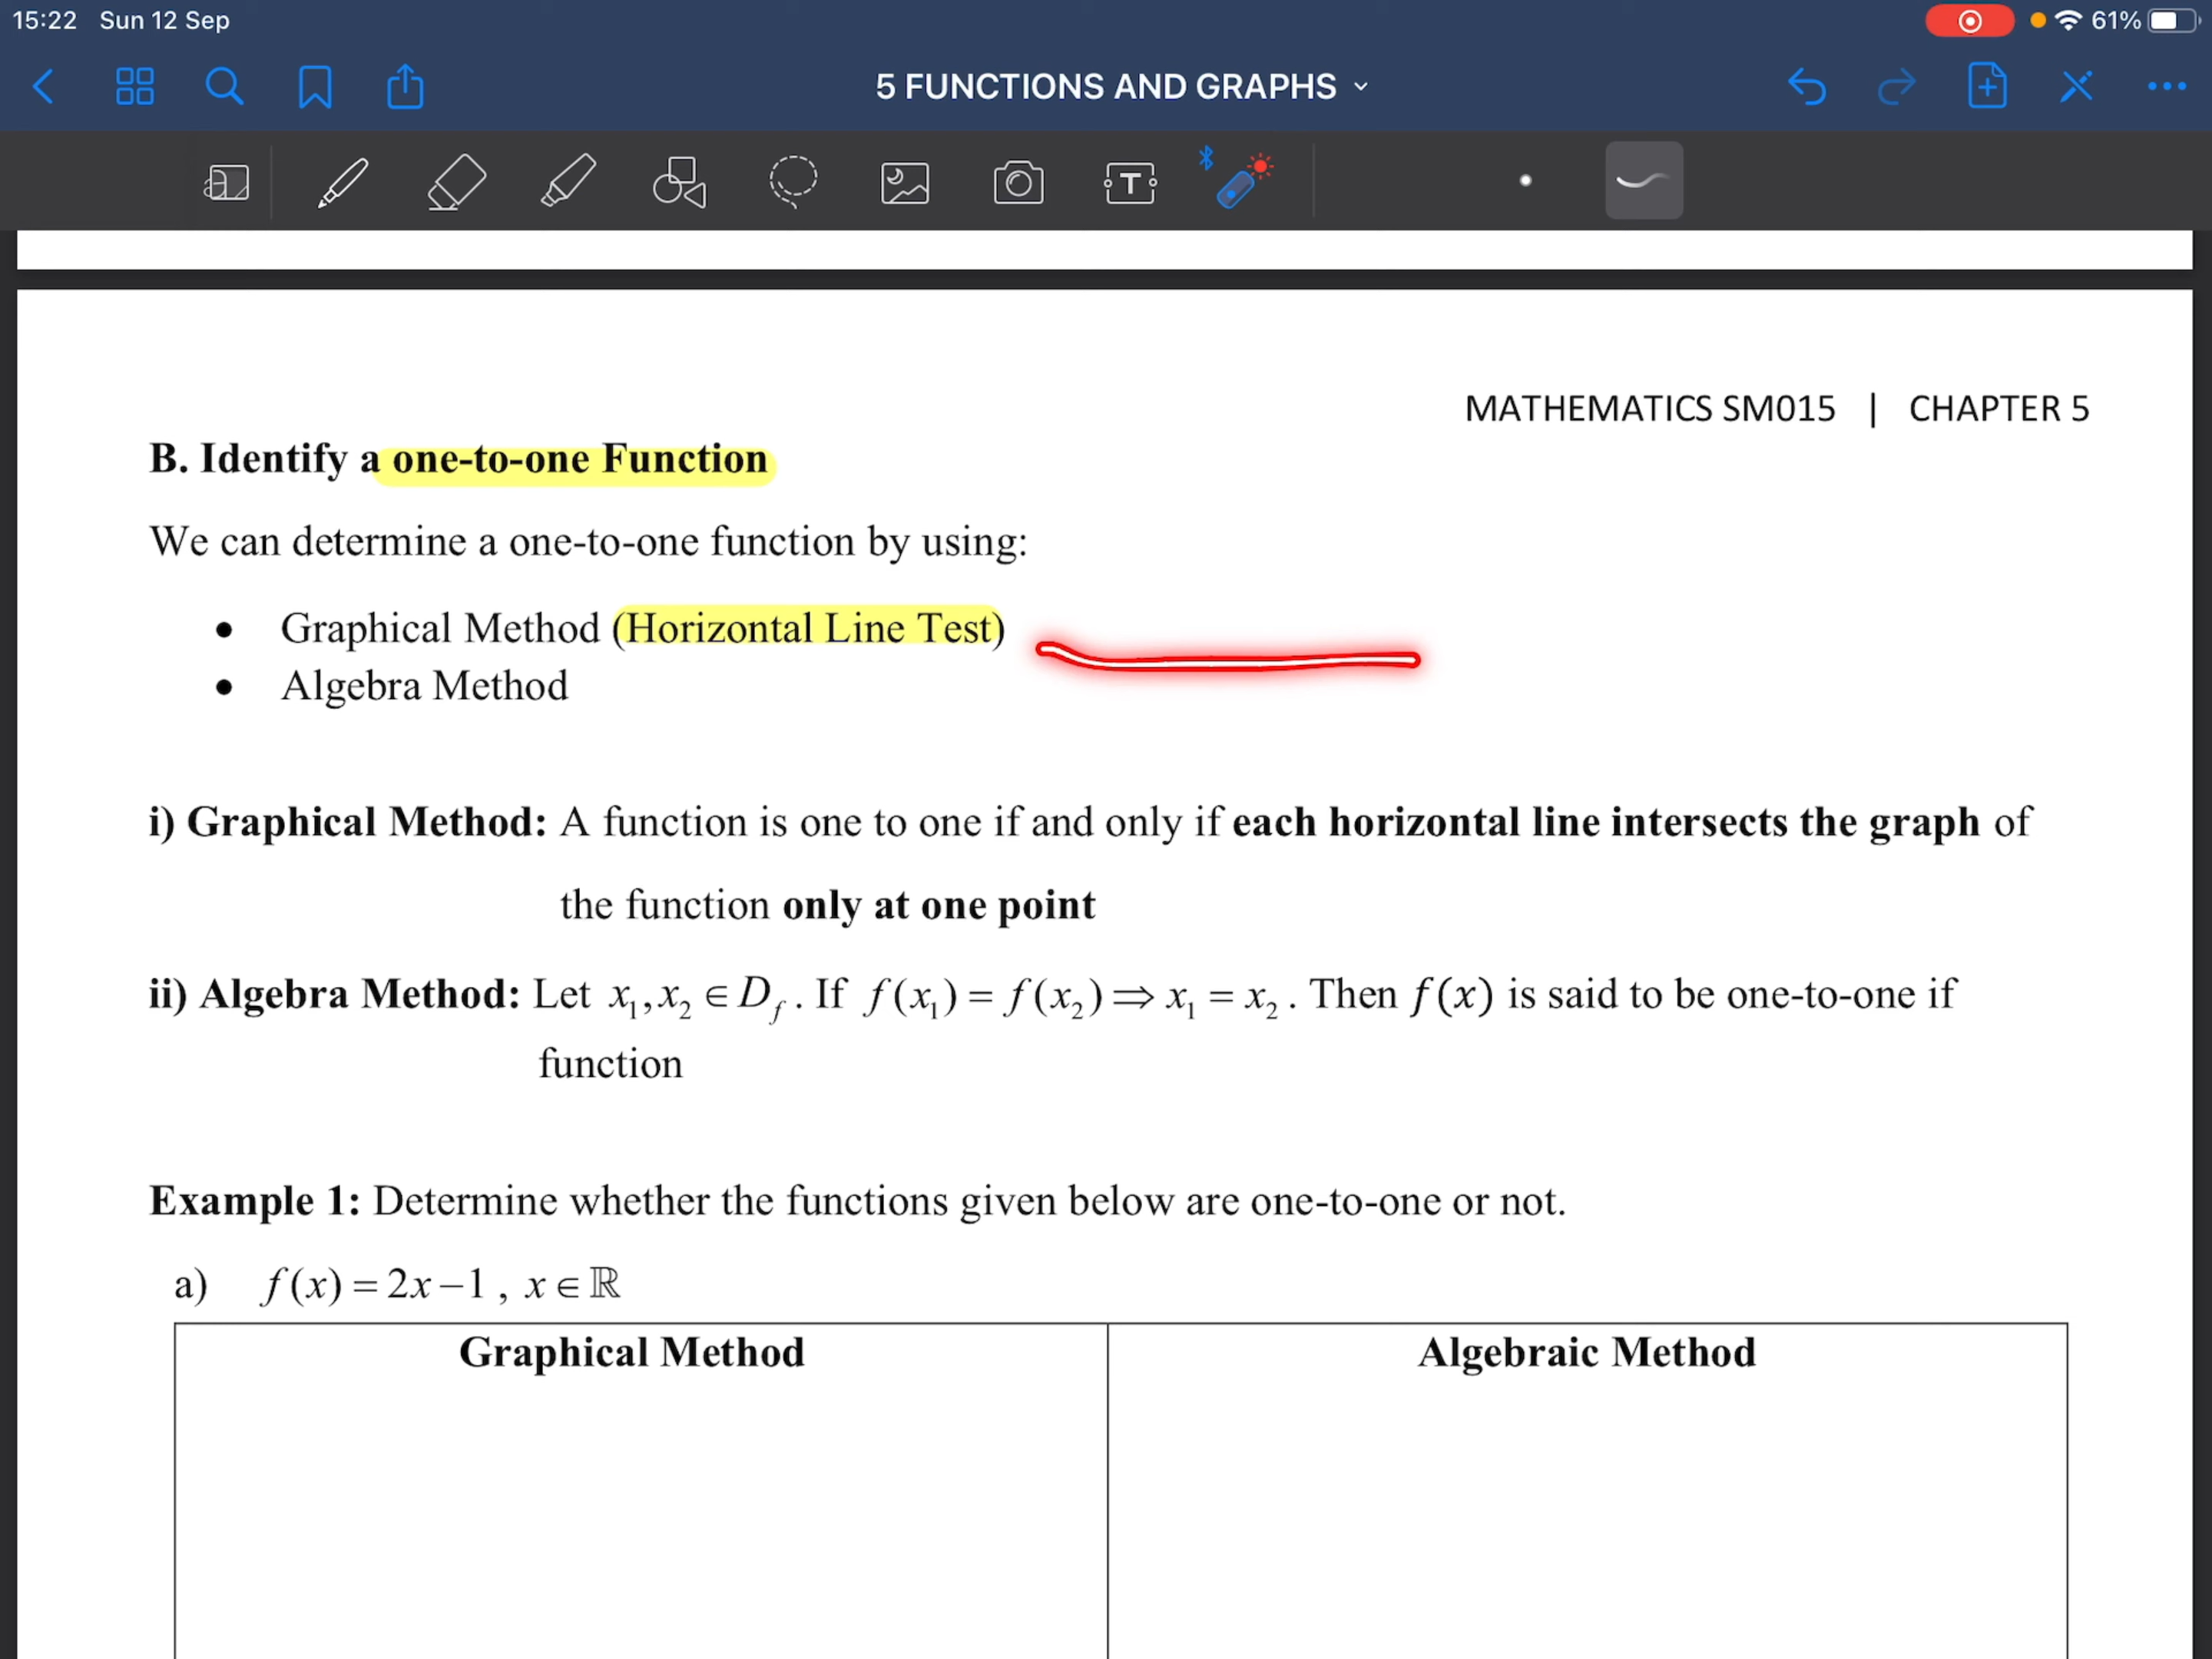 15:22 Sun 12 Sep
61%
5 FUNCTIONS AND GRAPHS
T
MATHEMATICS SM015 | CHAPTER 5
B. Identify a one-to-one Function
We can determine a one-to-one function by using:
• Graphical Method (Horizontal Line Test)
• Algebra Method
i) Graphical Method: A function is one to one if and only if each horizontal line intersects the graph of
the function only at one point
ii) Algebra Method: Let x₁,x₂ ∈ D_f. If f(x₁) = f(x₂) ⇒ x₁ = x₂. Then f(x) is said to be one-to-one if
function
Example 1: Determine whether the functions given below are one-to-one or not.
a) f(x) = 2x−1, x∈ℝ
Graphical Method
Algebraic Method